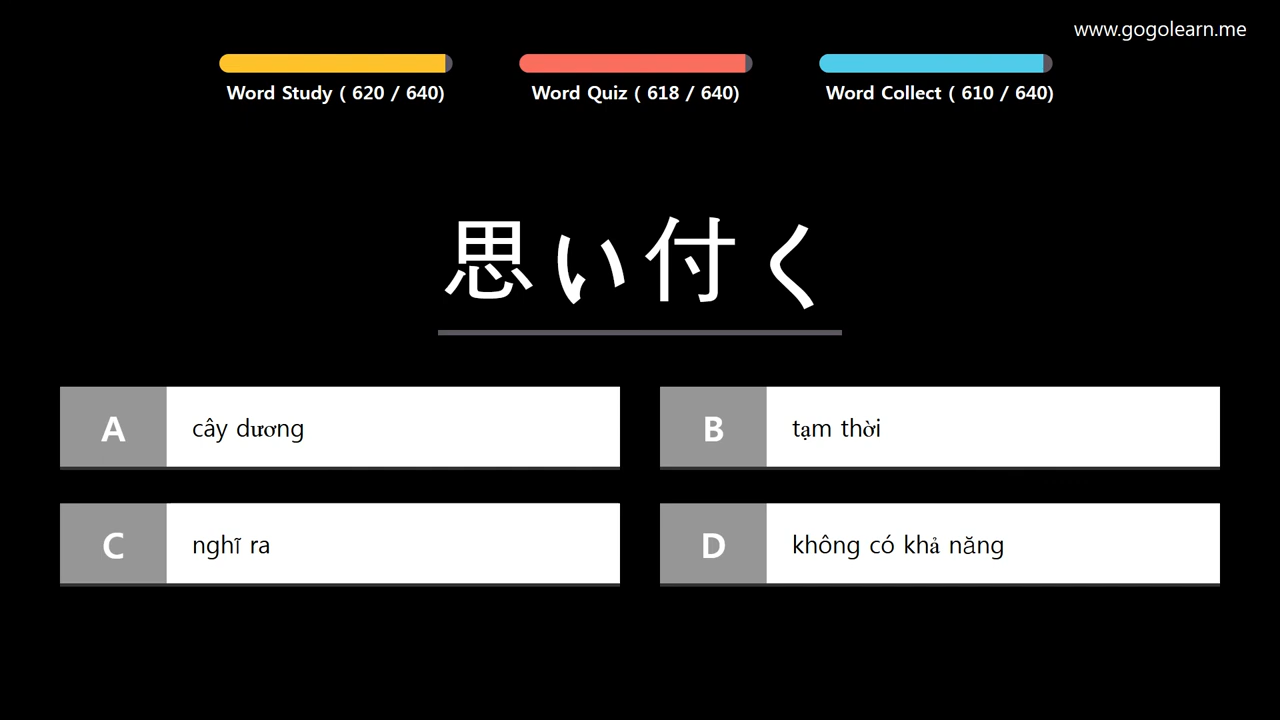 www.gogolearn.me
Word Study ( 620 / 640)
Word Quiz ( 618 / 640)
Word Collect ( 610 / 640)
思い付く
A cây dương
B tạm thời
C nghĩ ra
D không có khả năng